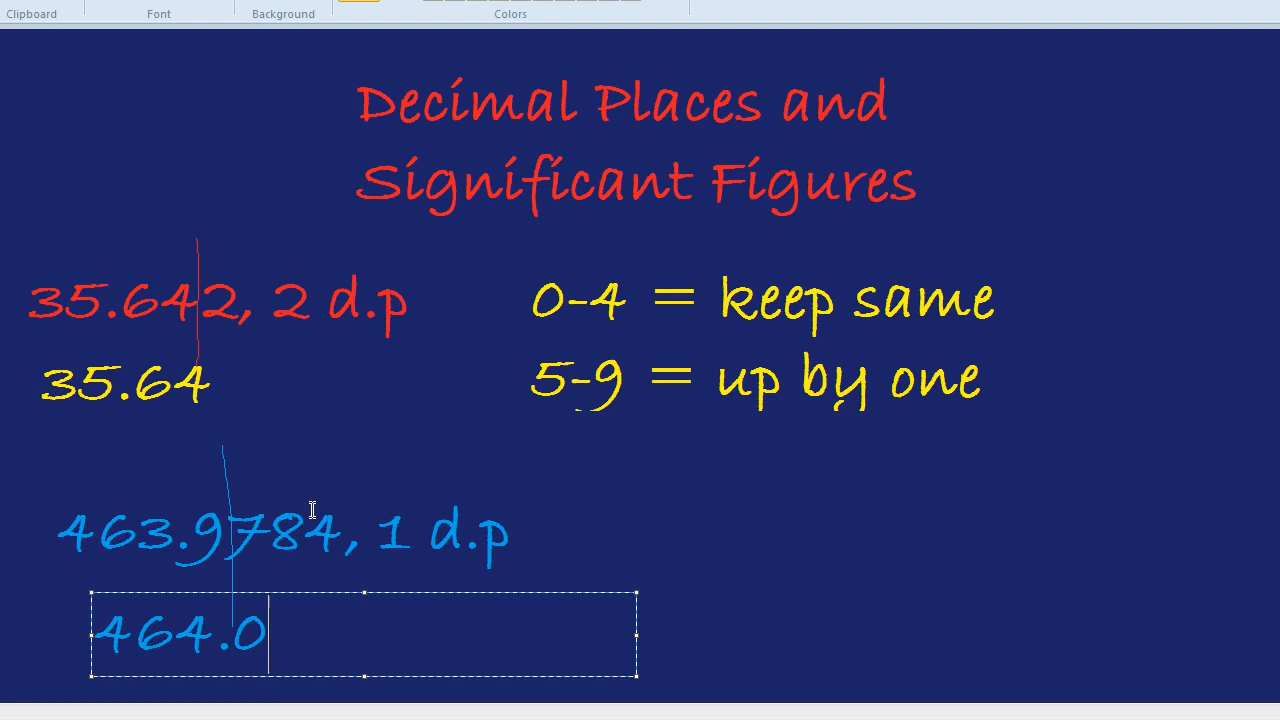 Clipboard Font Background Colors
Decimal Places and
Significant Figures
35.642, 2 d.p
35.64
0-4 = keep same
5-9 = up by one
463.9784, 1 d.p
464.0